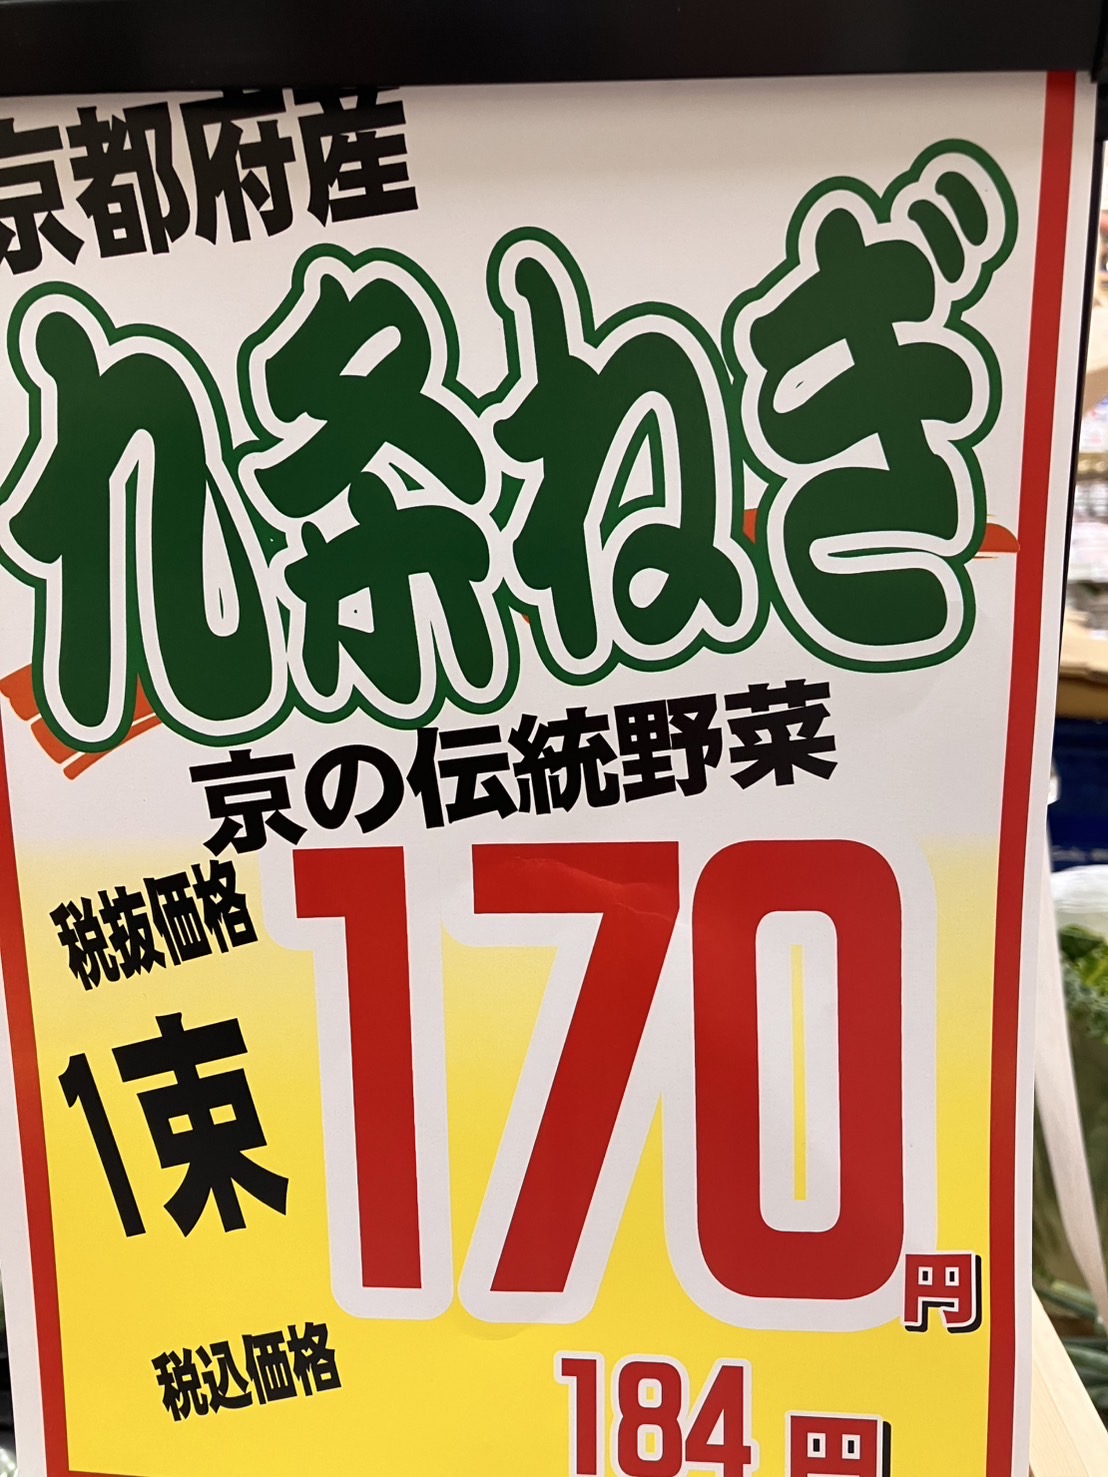 京都府産
九条ねぎ
京の伝統野菜
税抜価格
1束
170円
税込価格
184円